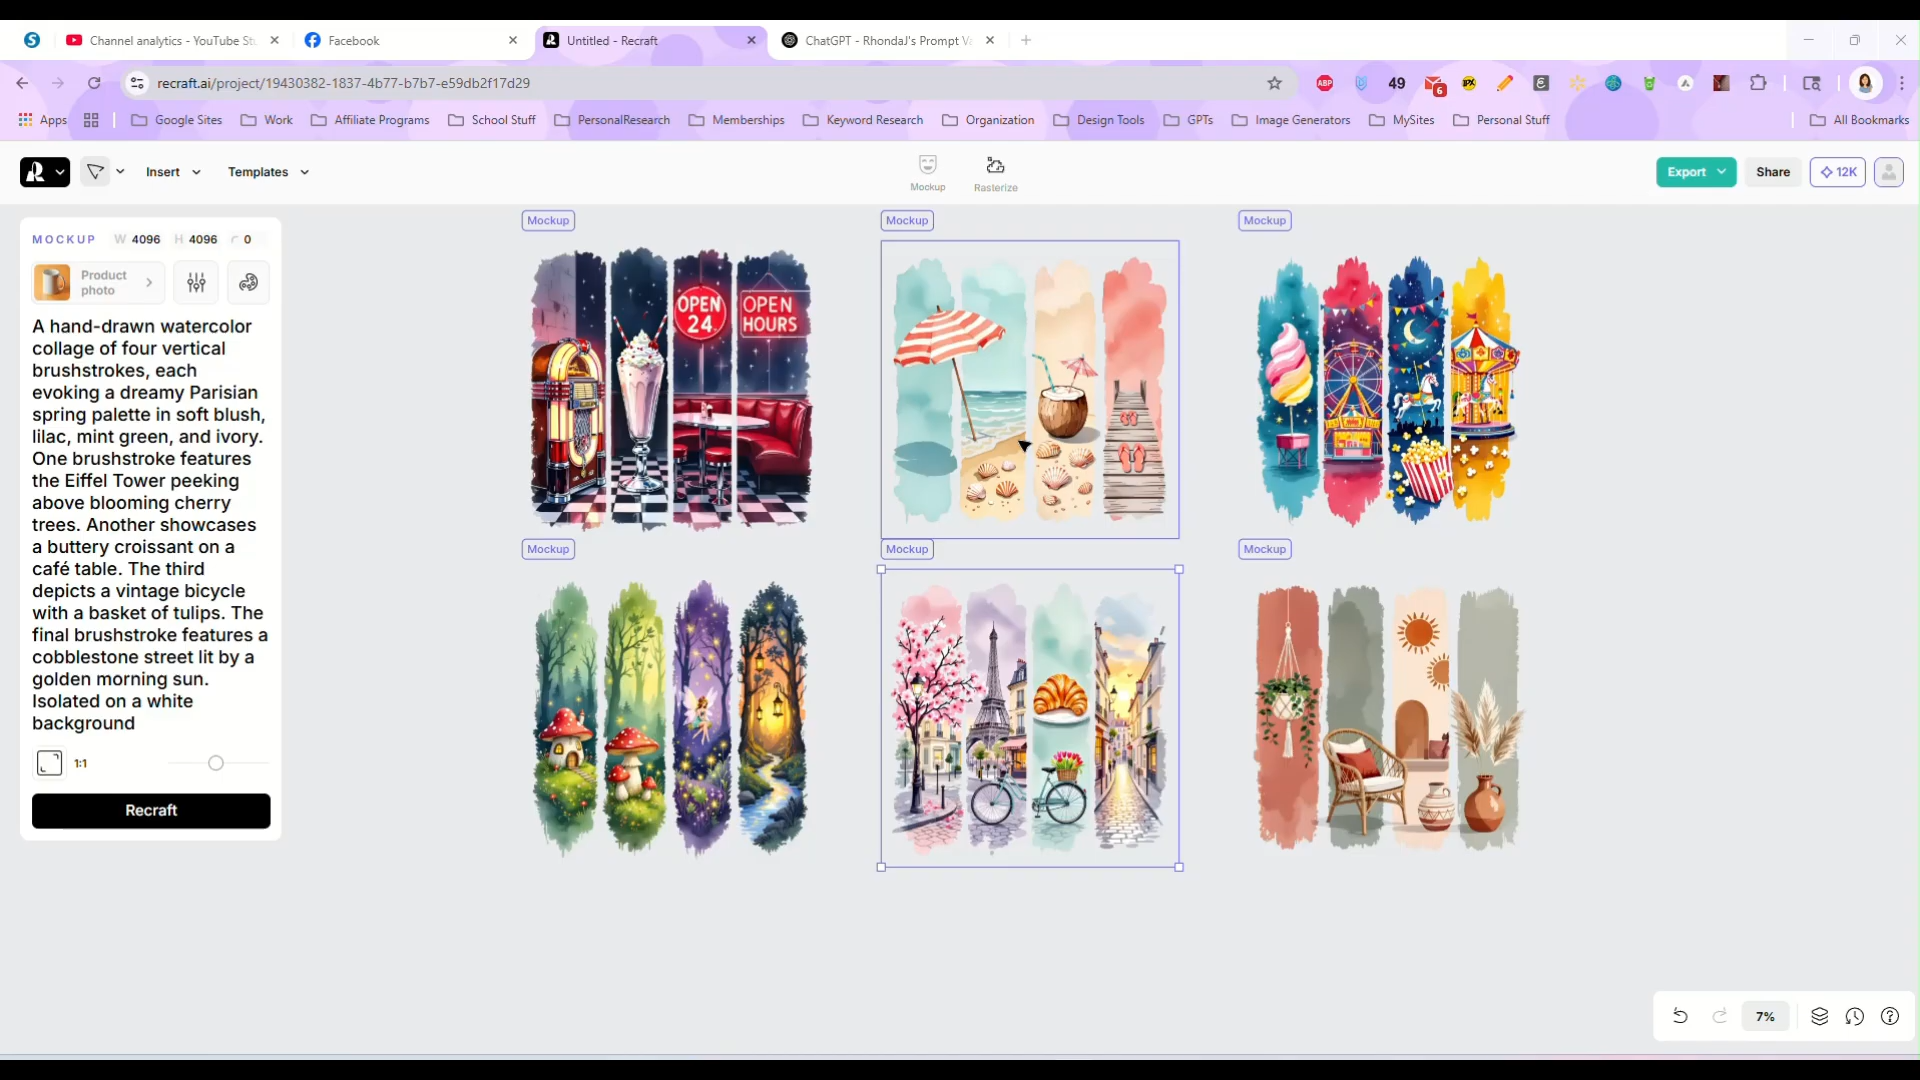 Channel analytics - YouTube St
Facebook
Untitled - Recraft
ChatGPT - RhondaJ's Prompt V
recraft.ai/project/19430382-1837-4b77-b7b7-e59db2f17d29
ABP
49
6
Apps
Google Sites
Work
Affiliate Programs
School Stuff
PersonalResearch
Memberships
Keyword Research
Organization
Design Tools
GPTs
Image Generators
MySites
Personal Stuff
All Bookmarks
Insert
Templates
Mockup
Rasterize
Export
Share
12K
MOCKUP W 4096 H 4096 0
Product
photo
A hand-drawn watercolor
collage of four vertical
brushstrokes, each
evoking a dreamy Parisian
spring palette in soft blush,
lilac, mint green, and ivory.
One brushstroke features
the Eiffel Tower peeking
above blooming cherry
trees. Another showcases
a buttery croissant on a
café table. The third
depicts a vintage bicycle
with a basket of tulips. The
final brushstroke features a
cobblestone street lit by a
golden morning sun.
Isolated on a white
background
1:1
Recraft
Mockup
Mockup
Mockup
OPEN
24.
OPEN
HOURS
Mockup
Mockup
Mockup
7%